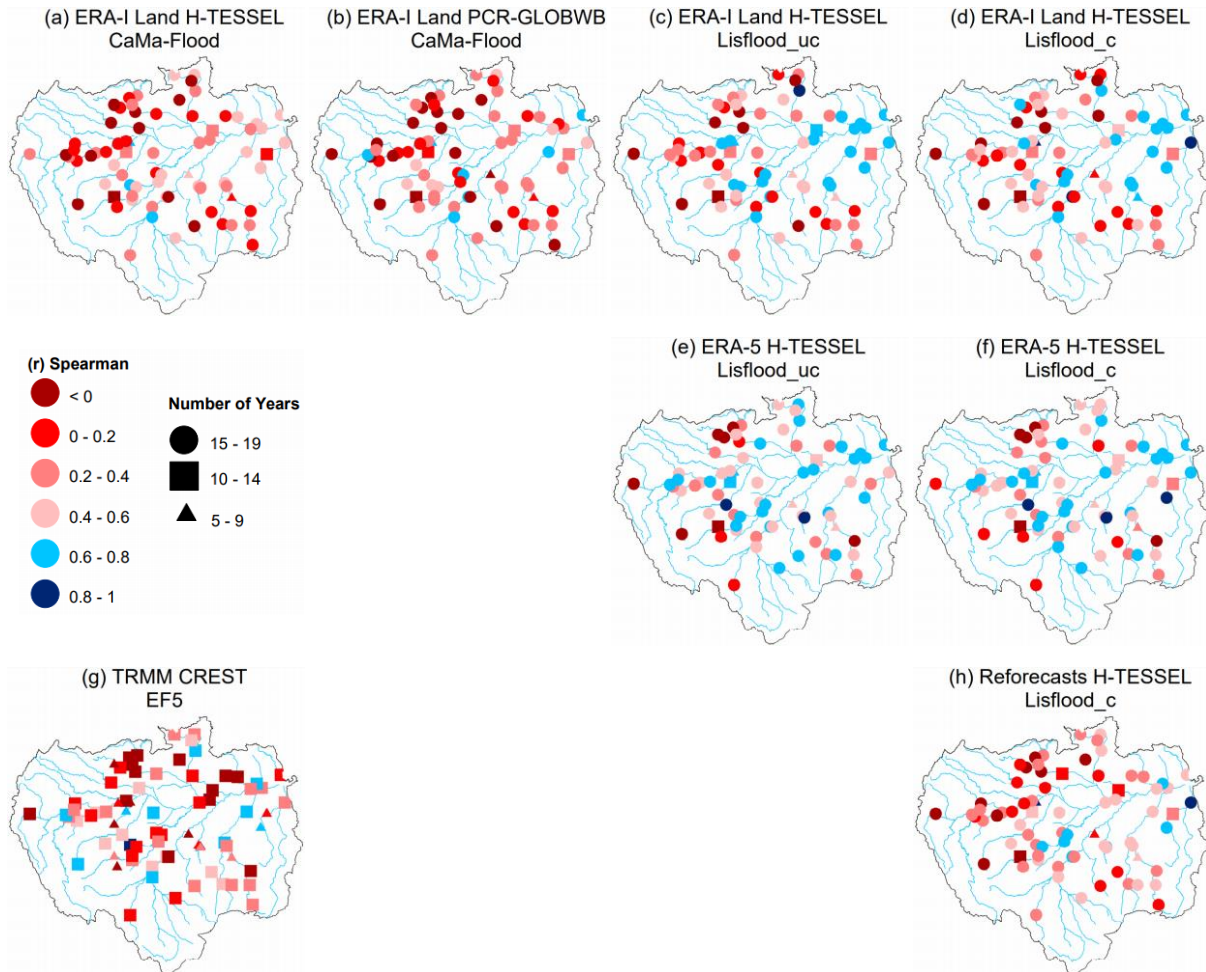 (a) ERA-I Land H-TESSEL
CaMa-Flood
(b) ERA-I Land PCR-GLOBWB
CaMa-Flood
(c) ERA-I Land H-TESSEL
Lisflood_uc
(d) ERA-I Land H-TESSEL
Lisflood_c
(r) Spearman
< 0
0 - 0.2
0.2 - 0.4
0.4 - 0.6
0.6 - 0.8
0.8 - 1
Number of Years
15 - 19
10 - 14
5 - 9
(e) ERA-5 H-TESSEL
Lisflood_uc
(f) ERA-5 H-TESSEL
Lisflood_c
(g) TRMM CREST
EF5
(h) Reforecasts H-TESSEL
Lisflood_c